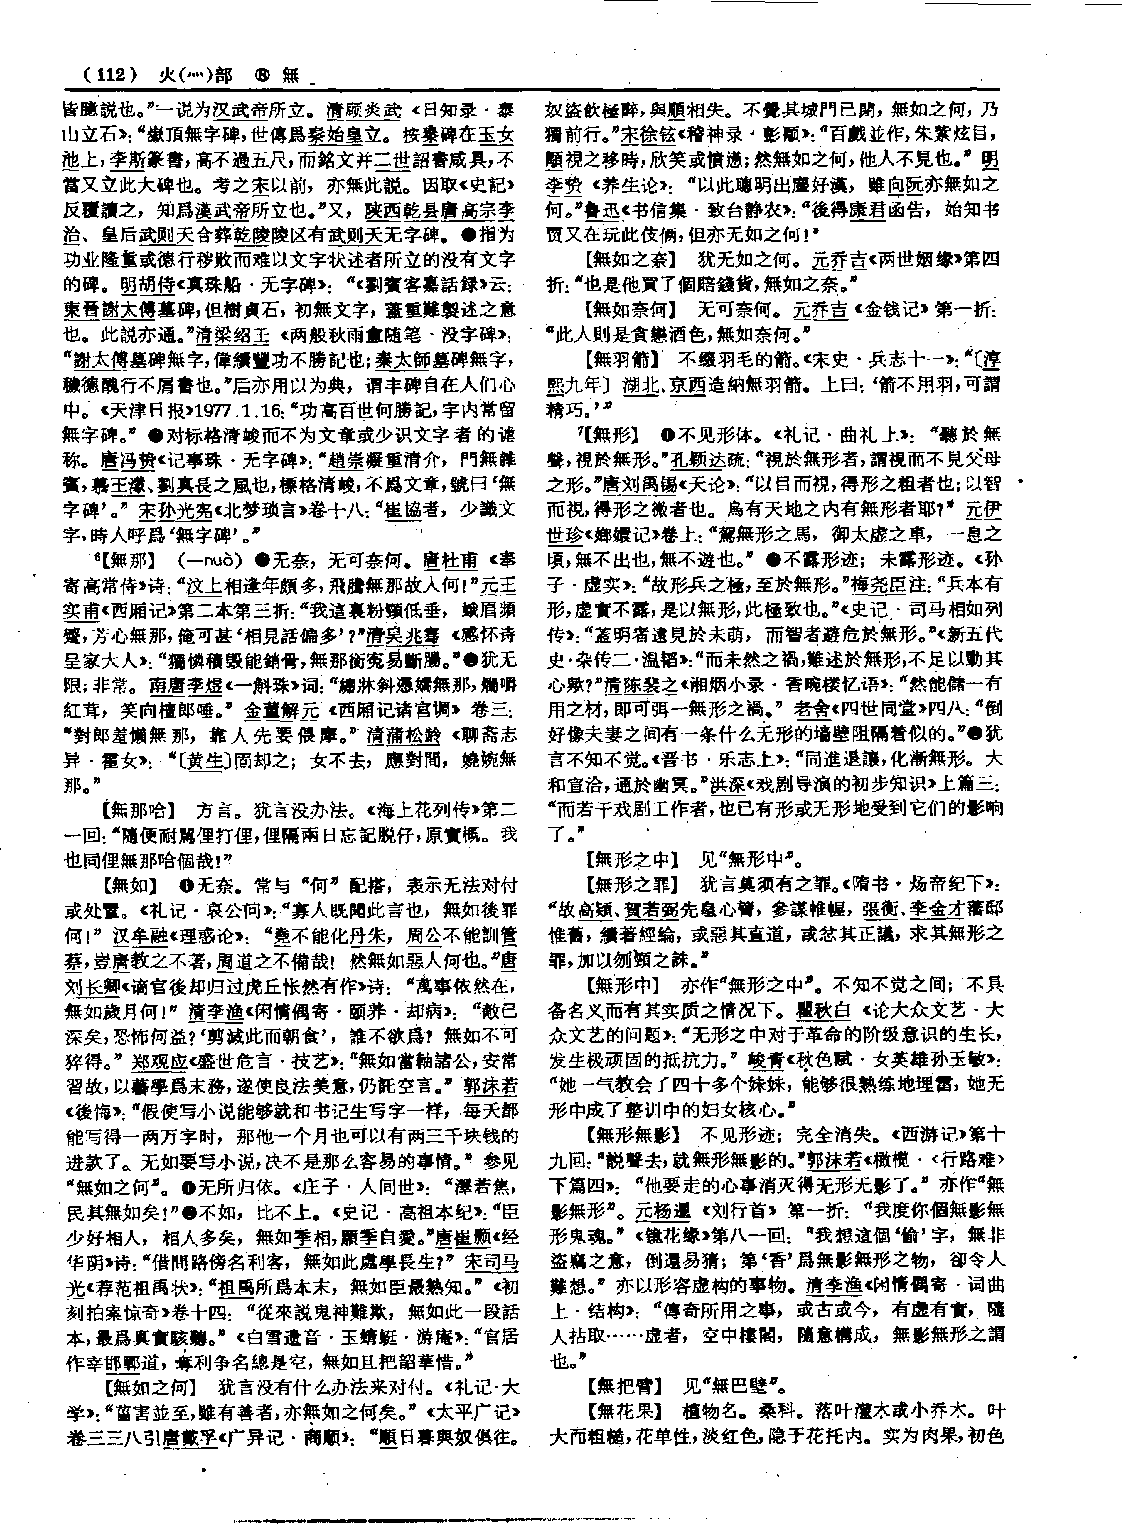 (112) 火(灬)部 ⑧ 無
皆臆説也。”一说为汉武帝所立。清顾炎武《日知录·泰
山立石》：“嶽頂無字碑，世傳爲秦始皇立。按秦碑在玉女
池上，李斯篆書，高不過五尺，而銘文并二世詔書咸具，不
當又立此大碑也。考之宋以前，亦無此説。因取《史記》
反覆讀之，知爲漢武帝所立也。”又，陕西乾县唐高宗李
治、皇后武则天合葬乾陵陵区有武则天无字碑。●指为
功业隆重或德行秽败而难以文字状述者所立的没有文字
的碑。明胡侍《真珠船·无字碑》：“《劉賓客嘉話録》云：
東晉謝太傅墓碑，但樹貞石，初無文字，蓋重難製述之意
也。此説亦通。”清梁绍壬《两般秋雨盦随笔·没字碑》：
“謝太傅墓碑無字，偉績豐功不勝記也；秦太師墓碑無字，
穢德醜行不屑書也。”后亦用以为典，谓丰碑自在人们心
中。《天津日报》1977.1.16：“功高百世何勝記，字内常留
無字碑。”●对标格清峻而不为文章或少识文字者的谑
称。唐冯贽《记事珠·无字碑》：“趙崇凝重清介，門無雜
賓，慕王濛、劉真長之風也，標格清峻，不爲文章，號曰‘無
字碑’。”宋孙光宪《北梦琐言》卷十八：“崔協者，少識文
字，時人呼爲‘無字碑’。”
6【無那】（—nuò）●无奈，无可奈何。唐杜甫《奉
寄高常侍》诗：“汶上相逢年頗多，飛騰無那故人何！”元王
实甫《西厢记》第二本第三折：“我這裏粉頸低垂，蛾眉頻
蹙，芳心無那，俺可甚‘相見話偏多’？”清吴兆骞《感怀诗
呈家大人》：“獨憐積毁能銷骨，無那銜寃易斷腸。”●犹无
限；非常。南唐李煜《一斛珠》词：“繡牀斜憑嬌無那，爛嚼
紅茸，笑向檀郎唾。”金董解元《西厢记诸宫调》卷三：
“對郎羞懶無那，靠人先要偎摩。”清蒲松龄《聊斋志
异·霍女》：“〔黄生〕固却之；女不去，應對間，嬌婉無
那。”
【無那哈】方言。犹言没办法。《海上花列传》第二
一回：“隨便耐駡俚打俚，俚隔兩日忘記脱仔，原實概。我
也同俚無那哈個哉！”
【無如】❶无奈。常与“何”配搭，表示无法对付
或处置。《礼记·哀公问》：“寡人既聞此言也，無如後罪
何！”汉牟融《理惑论》：“堯不能化丹朱，周公不能訓管
蔡，豈唐教之不著，周道之不備哉！然無如惡人何也。”唐
刘长卿《谪官後却归过虎丘怅然有作》诗：“萬事依然在，
無如歲月何！”清李渔《闲情偶寄·颐养·却病》：“敵已
深矣，恐怖何益？‘剪滅此而朝食’，誰不欲爲？無如不可
猝得。”郑观应《盛世危言·技艺》：“無如當軸諸公，安常
習故，以藝學爲末務，遂使良法美意，仍託空言。”郭沫若
《後悔》：“假使写小说能够就和书记生写字一样，每天都
能写得一两万字时，那他一个月也可以有两三千块钱的
进款了。无如要写小说，决不是那么容易的事情。”参见
“無如之何”。❶无所归依。《庄子·人间世》：“澤若焦，
民其無如矣！”●不如，比不上。《史记·高祖本纪》：“臣
少好相人，相人多矣，無如季相，願季自愛。”唐崔颢《经
华阴》诗：“借問路傍名利客，無如此處學長生？”宋司马
光《荐范祖禹状》：“祖禹所爲本末，無如臣最熟知。”《初
刻拍案惊奇》卷十四：“從來説鬼神難欺，無如此一段話
本，最爲真實駭聽。”《白雪遗音·玉蜻蜓·游庵》：“官居
作宰邯鄲道，奪利争名總是空，無如且把韶華惜。”
【無如之何】犹言没有什么办法来对付。《礼记·大
学》：“菑害並至，雖有善者，亦無如之何矣。”《太平广记》
卷三三八引唐戴孚《广异记·商顺》：“順日暮與奴俱往。
奴盜飲極醉，與順相失。不覺其城門已閉，無如之何，乃
獨前行。”宋徐铉《稽神录·彭颙》：“百戲並作，朱紫炫目，
顒視之移時，欣笑或憤懣；然無如之何，他人不見也。”明
李贽《养生论》：“以此聰明出塵好漢，雖向阮亦無如之
何。”鲁迅《书信集·致台静农》：“後得康君函告，始知书
贾又在玩此伎俩，但亦无如之何！”
【無如之奈】犹无如之何。元乔吉《两世姻缘》第四
折：“也是他買了個賠錢貨，無如之奈。”
【無如奈何】无可奈何。元乔吉《金钱记》第一折：
“此人則是貪戀酒色，無如奈何。”
【無羽箭】不缀羽毛的箭。《宋史·兵志十一》：“〔淳
熙九年〕湖北、京西造納無羽箭。上曰：‘箭不用羽，可謂
精巧。’”
7【無形】❶不见形体。《礼记·曲礼上》：“聽於無
聲，視於無形。”孔颖达疏：“視於無形者，謂視而不見父母
之形。”唐刘禹锡《天论》：“以目而視，得形之粗者也；以智
而視，得形之微者也。烏有天地之内有無形者耶？”元伊
世珍《嫏嬛记》卷上：“駕無形之馬，御太虚之車，一息之
頃，無不出也，無不遊也。”●不露形迹；未露形迹。《孙
子·虚实》：“故形兵之極，至於無形。”梅尧臣注：“兵本有
形，虚實不露，是以無形，此極致也。”《史记·司马相如列
传》：“蓋明者遠見於未萌，而智者避危於無形。”《新五代
史·杂传二·温韬》：“而未然之禍，難述於無形，不足以動其
心歟？”清陈裴之《湘烟小录·香畹楼忆语》：“然能儲一有
用之材，即可弭一無形之禍。”老舍《四世同堂》四八：“倒
好像夫妻之间有一条什么无形的墙壁阻隔着似的。”●犹
言不知不觉。《晋书·乐志上》：“同進退讓，化漸無形。大
和宣洽，通於幽冥。”洪深《戏剧导演的初步知识》上篇三：
“而若干戏剧工作者，也已有形或无形地受到它们的影响
了。”
【無形之中】见“無形中”。
【無形之罪】犹言莫须有之罪。《隋书·炀帝纪下》：
“故高熲、賀若弼先皇心膂，參謀帷幄，張衡、李金才藩邸
惟舊，績著經綸，或惡其直道，或忿其正議，求其無形之
罪，加以刎頸之誅。”
【無形中】亦作“無形之中”。不知不觉之间；不具
备名义而有其实质之情况下。瞿秋白《论大众文艺·大
众文艺的问题》：“无形之中对于革命的阶级意识的生长，
发生极顽固的抵抗力。”峻青《秋色赋·女英雄孙玉敏》：
“她一气教会了四十多个妹妹，能够很熟练地埋雷，她无
形中成了整训中的妇女核心。”
【無形無影】不见形迹；完全消失。《西游记》第十
九回：“説聲去，就無形無影的。”郭沫若《橄榄·〈行路难〉
下篇四》：“他要走的心事消灭得无形无影了。”亦作“無
影無形”。元杨暹《刘行首》第一折：“我度你個無影無
形鬼魂。”《镜花缘》第八一回：“我想這個‘偷’字，無非
盗竊之意，倒還易猜；第‘香’爲無影無形之物，卻令人
難想。”亦以形容虚构的事物。清李渔《闲情偶寄·词曲
上·结构》：“傳奇所用之事，或古或今，有虚有實，隨
人拈取……虚者，空中樓閣，隨意構成，無影無形之謂
也。”
【無把臂】见“無巴壁”。
【無花果】植物名。桑科。落叶灌木或小乔木。叶
大而粗糙，花单性，淡红色，隐于花托内。实为肉果，初色